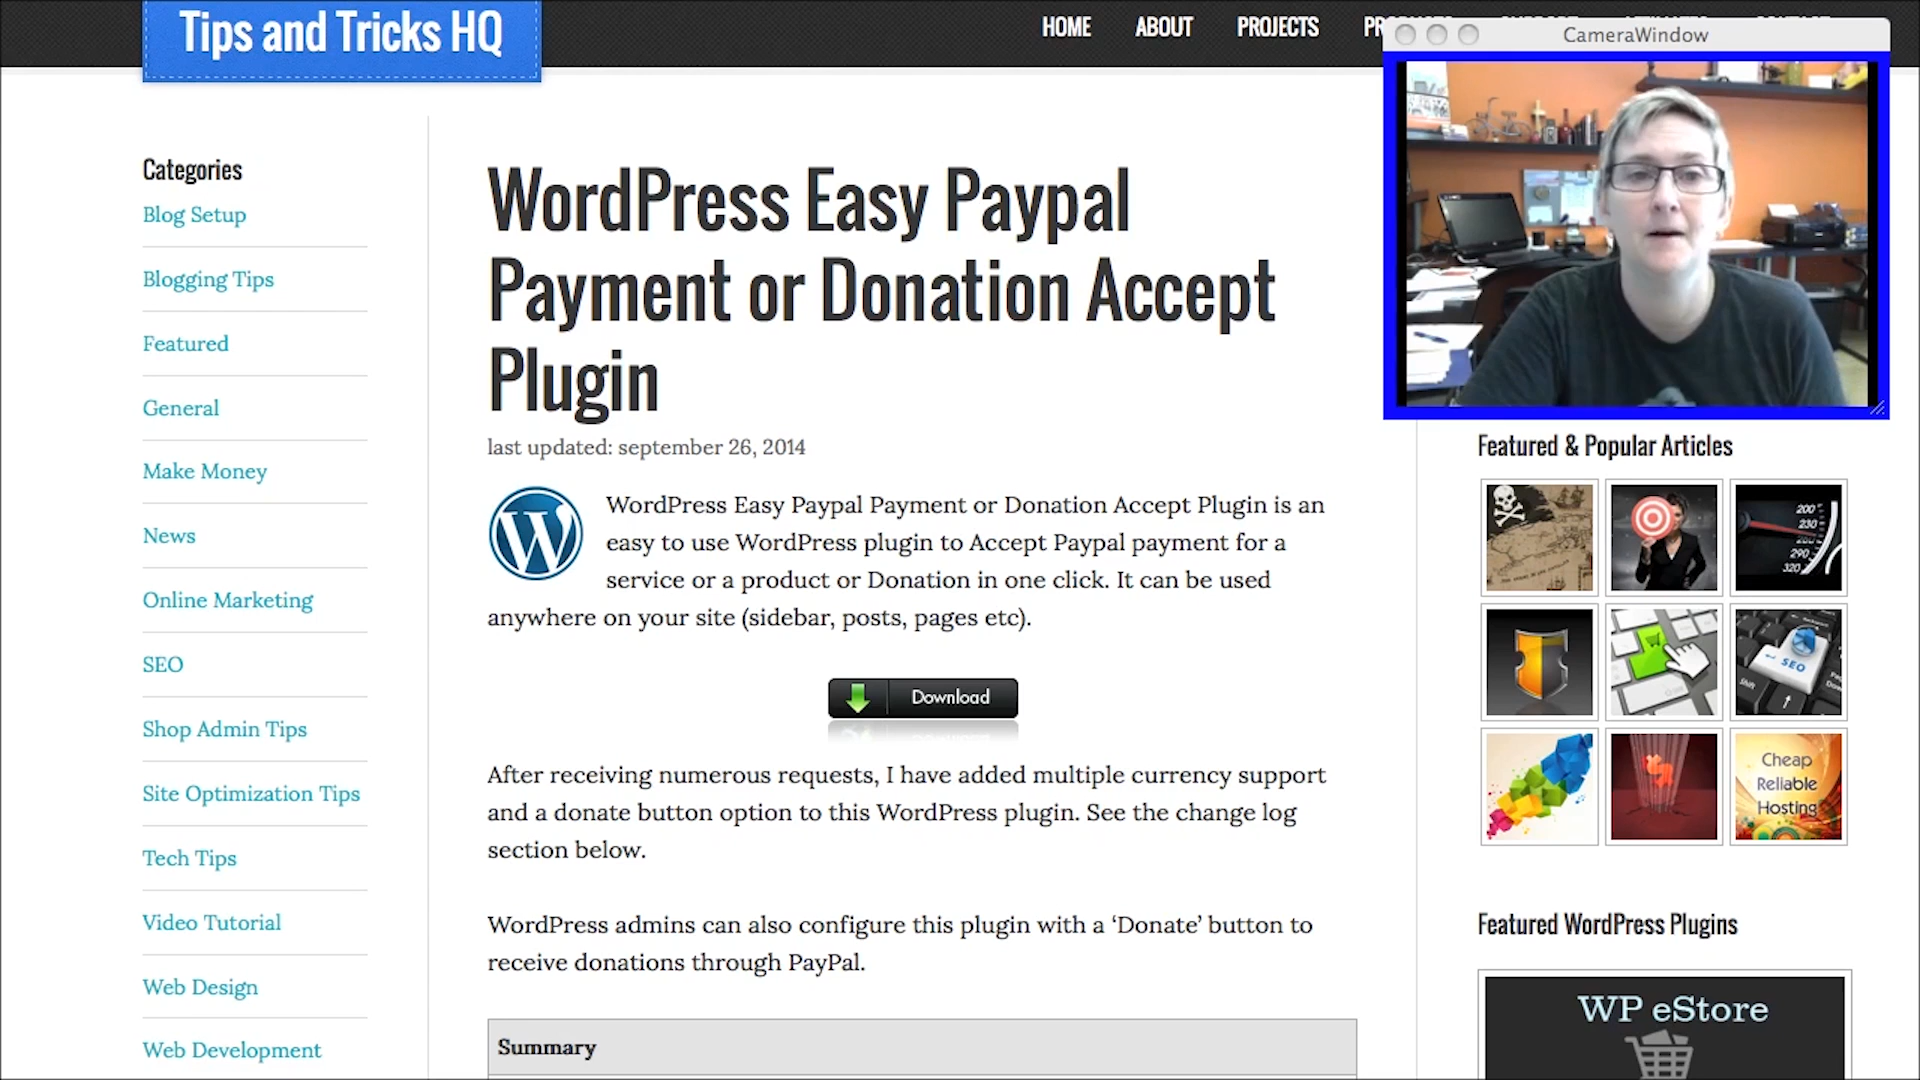 Tips and Tricks HQ
HOME ABOUT PROJECTS
CameraWindow
Categories
Blog Setup
Blogging Tips
Featured
General
Make Money
News
Online Marketing
SEO
Shop Admin Tips
Site Optimization Tips
Tech Tips
Video Tutorial
Web Design
Web Development
WordPress Easy Paypal
Payment or Donation Accept
Plugin
last updated: september 26, 2014
WordPress Easy Paypal Payment or Donation Accept Plugin is an
easy to use WordPress plugin to Accept Paypal payment for a
service or a product or Donation in one click. It can be used
anywhere on your site (sidebar, posts, pages etc).
Download
After receiving numerous requests, I have added multiple currency support
and a donate button option to this WordPress plugin. See the change log
section below.
WordPress admins can also configure this plugin with a ‘Donate’ button to
receive donations through PayPal.
Summary
Featured & Popular Articles
200
230
290
320
SEO
Shift
Cheap
Reliable
Hosting
Featured WordPress Plugins
WP eStore